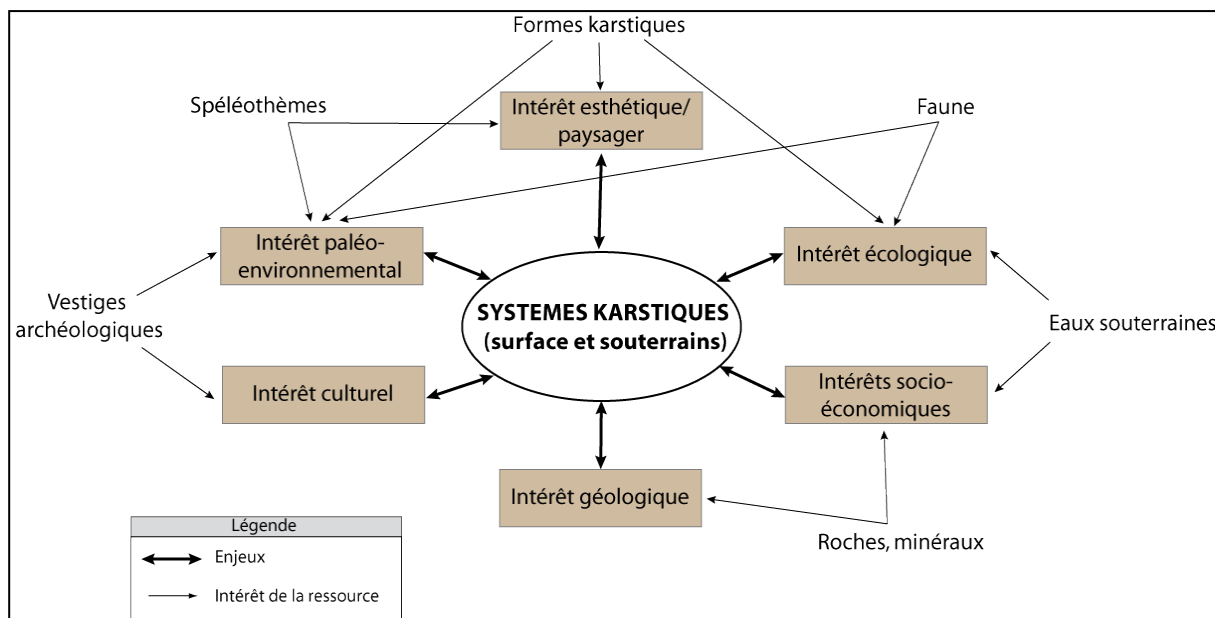 Formes karstiques
Spéléothèmes
Intérêt esthétique/
paysager
Faune
Intérêt paléo-
environnemental
Intérêt écologique
Vestiges
archéologiques
SYSTEMES KARSTIQUES
(surface et souterrains)
Eaux souterraines
Intérêt culturel
Intérêts socio-
économiques
Intérêt géologique
Roches, minéraux
Légende
Enjeux
Intérêt de la ressource